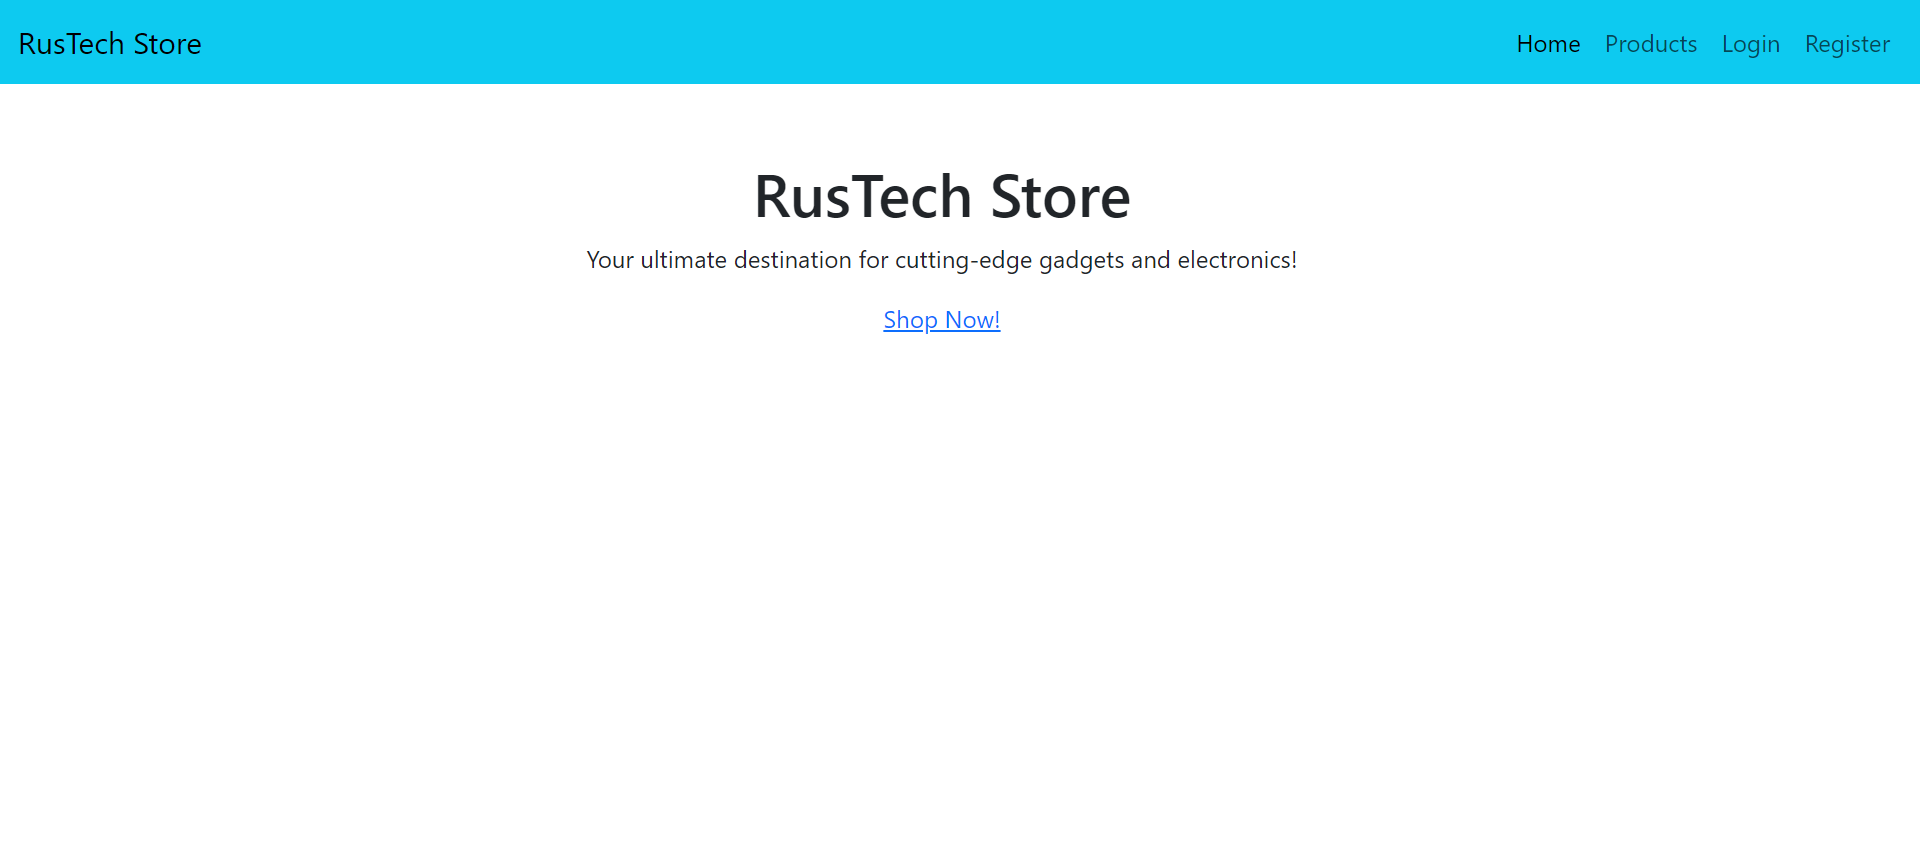 RusTech Store Home Products Login Register
RusTech Store
Your ultimate destination for cutting-edge gadgets and electronics!
Shop Now!